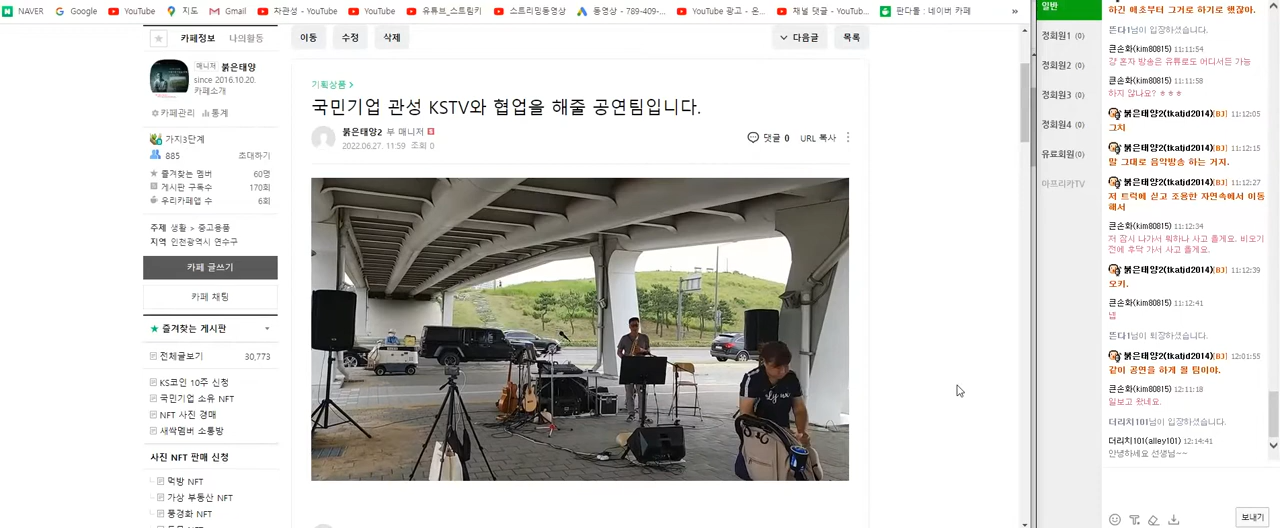 NAVER
Google
YouTube
지도
Gmail
자관성 - YouTube
YouTube
유튜브_스트림키
스트리밍동영상
동영상 - 789-409-...
YouTube 광고 - 온...
채널 댓글 - YouTub...
판다툴 : 네이버 카페
»
카페정보
나의활동
매니저 붉은태양
since 2016.10.20.
카페소개
카페관리
통계
가지3단계
885
초대하기
즐겨찾는 멤버
60명
게시판 구독수
170회
우리카페앱 수
6회
주제 생활 > 중고용품
지역 인천광역시 연수구
카페 글쓰기
카페 채팅
즐겨찾는 게시판
전체글보기
30,773
KS코인 10주 신청
국민기업 소유 NFT
NFT 사진 경매
새싹멤버 소통방
사진 NFT 판매 신청
먹방 NFT
가상 부동산 NFT
풍경화 NFT
이동
수정
삭제
다음글
목록
기획상품 >
국민기업 관성 KSTV와 협업을 해줄 공연팀입니다.
붉은태양2 부 매니저
2022.06.27. 11:59 조회 0
댓글 0
URL 복사
일반
정회원1 (0)
정회원2 (0)
정회원3 (0)
정회원4 (0)
유료회원(0)
아프리카TV
하긴 애초부터 그거로 하기로 했잖아.
뜬다!님이 입장하셨습니다.
큰손화(kim80815) 11:11:54
걍 혼자 방송은 유튜로도 어디서든 가능
큰손화(kim80815) 11:11:58
하지 않나요? ㅎㅎㅎ
붉은태양2(tkatjd2014)[BJ] 11:12:05
그치
붉은태양2(tkatjd2014)[BJ] 11:12:15
말 그대로 음악방송 하는 거지.
붉은태양2(tkatjd2014)[BJ] 11:12:27
저 트럭에 싣고 조용한 자연속에서 이동
해서
큰손화(kim80815) 11:12:34
저 잠시 나가서 뭐하나 사고 올게요. 비오기
전에 후닥 가서 사고 올게요.
붉은태양2(tkatjd2014)[BJ] 11:12:39
오키.
큰손화(kim80815) 11:12:41
넵
뜬다!님이 퇴장하셨습니다.
붉은태양2(tkatjd2014)[BJ] 12:01:55
같이 공연을 하게 될 팀이야.
큰손화(kim80815) 12:11:18
일보고 왔네요.
더리치101님이 입장하셨습니다.
더리치101(alley101) 12:14:41
안녕하세요 선생님~~
보내기